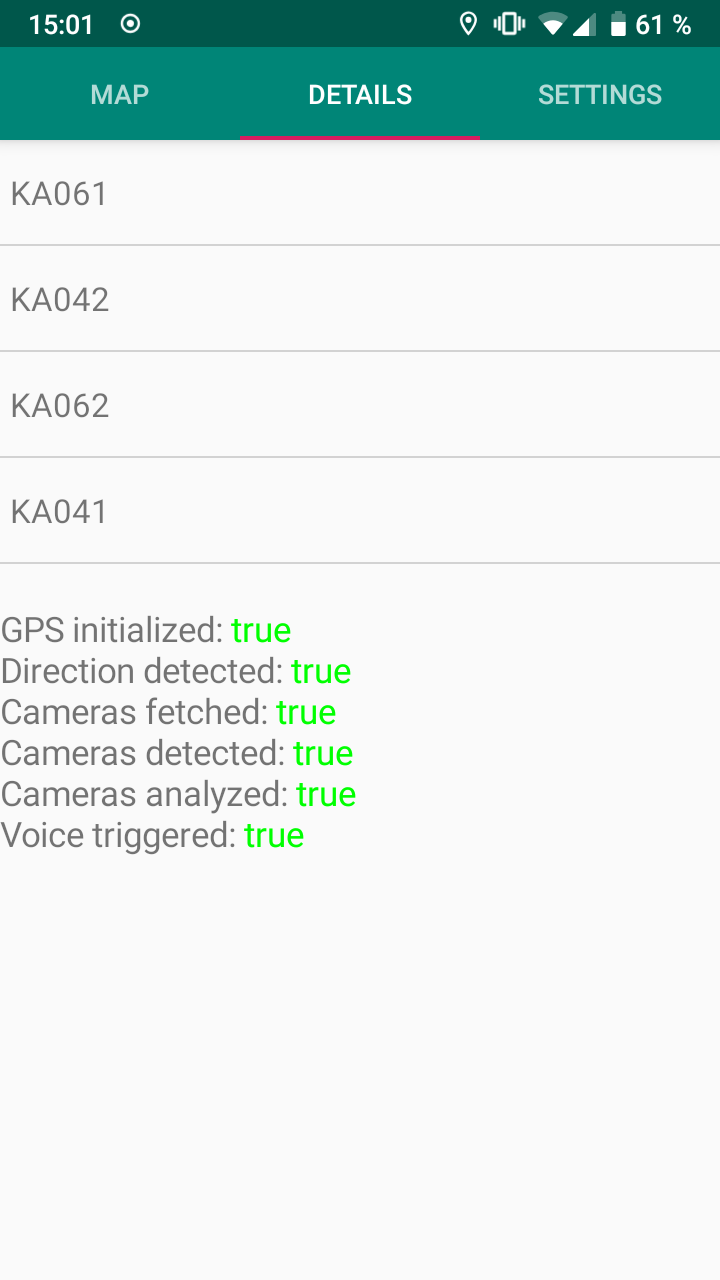 15:01 61 %
MAP DETAILS SETTINGS
KA061
KA042
KA062
KA041
GPS initialized: true
Direction detected: true
Cameras fetched: true
Cameras detected: true
Cameras analyzed: true
Voice triggered: true